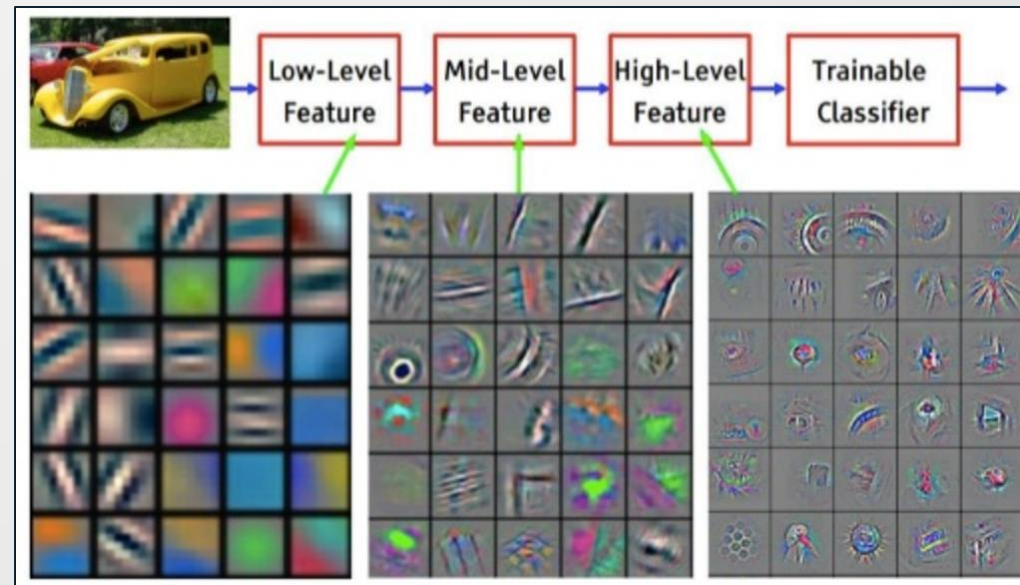 Low-Level
Feature
Mid-Level
Feature
High-Level
Feature
Trainable
Classifier